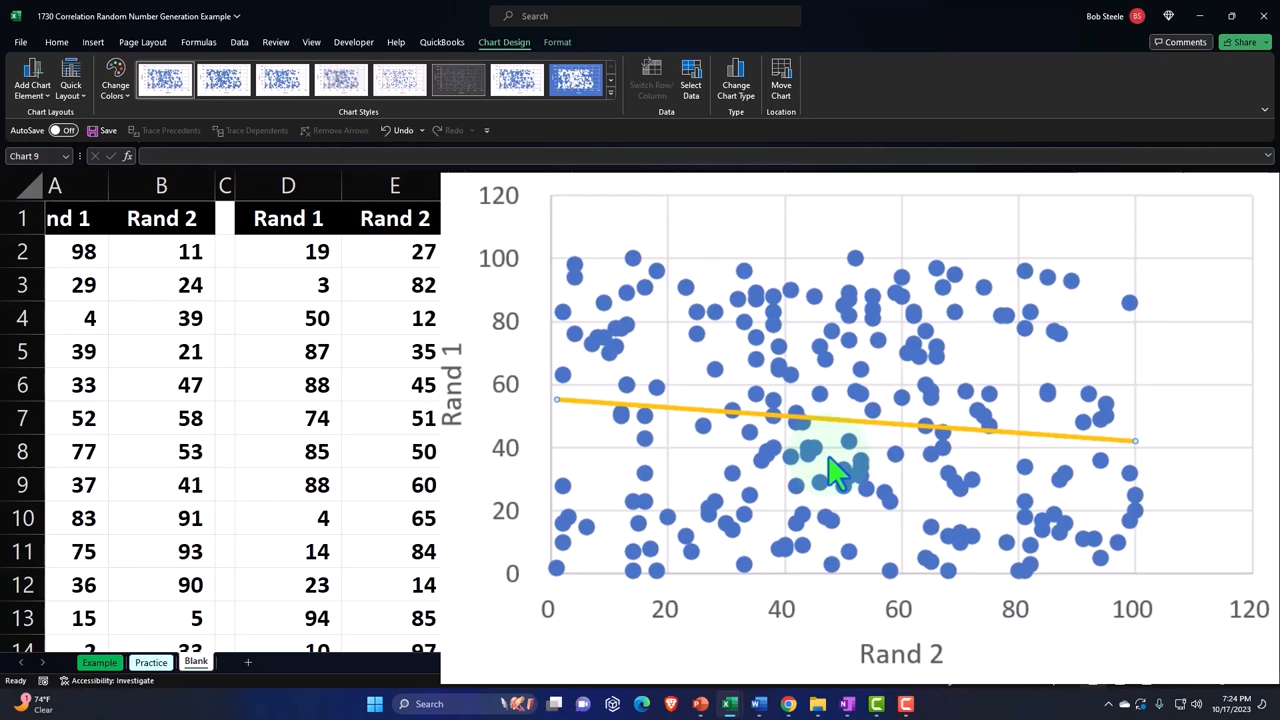 1730 Correlation Random Number Generation Example
Search
Bob Steele BS
File Home Insert Page Layout Formulas Data Review View Developer Help QuickBooks Chart Design Format
Comments Share
Add Chart Element
Quick Layout
Change Colors
Switch Row/Column
Select Data
Change Chart Type
Move Chart
Chart Layouts Chart Styles Data Type Location
AutoSave Off Save Trace Precedents Trace Dependents Remove Arrows Undo Redo
Chart 9 fx
A B C D E
1 nd 1 Rand 2 Rand 1 Rand 2
2 98 11 19 27
3 29 24 3 82
4 4 39 50 12
5 39 21 87 35
6 33 47 88 45
7 52 58 74 51
8 77 53 85 50
9 37 41 88 60
10 83 91 4 65
11 75 93 14 84
12 36 90 23 14
13 15 5 94 85
14 2 33 10 97
120
100
80
60
40
20
0
Rand 1
0 20 40 60 80 100 120
Rand 2
Example Practice Blank
Ready Accessibility: Investigate
74°F
Clear
Search
7:24 PM
10/17/2023